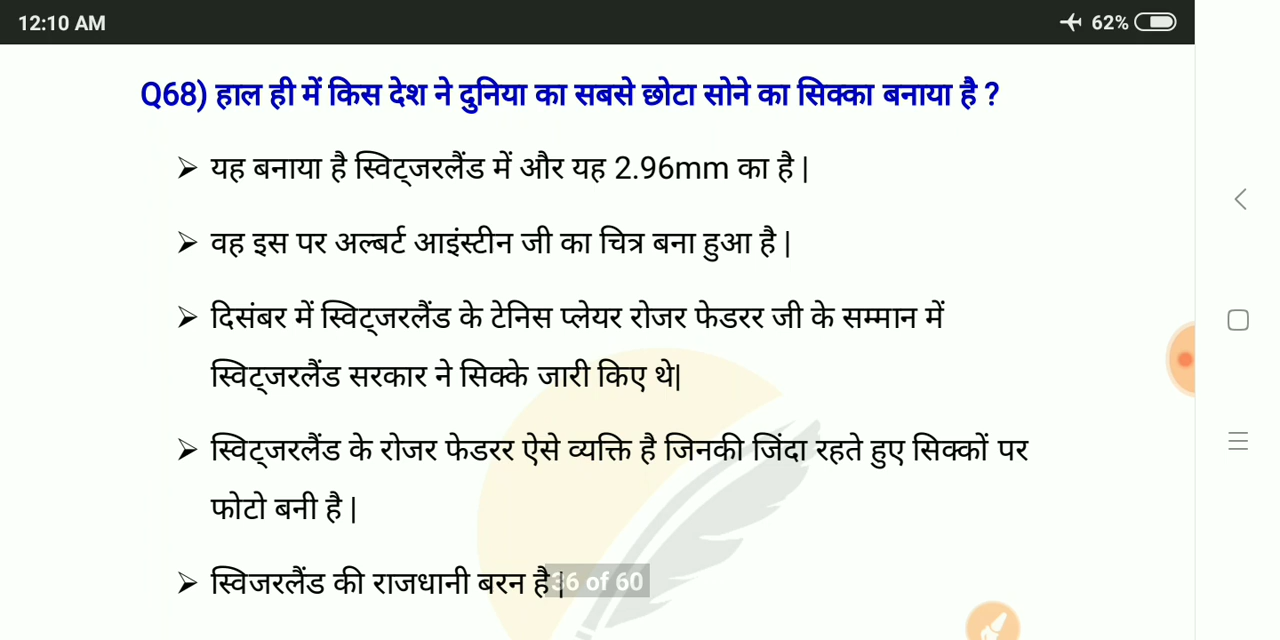 12:10 AM
62%
Q68) हाल ही में किस देश ने दुनिया का सबसे छोटा सोने का सिक्का बनाया है ?
➢ यह बनाया है स्विट्जरलैंड में और यह 2.96mm का है |
➢ वह इस पर अल्बर्ट आइंस्टीन जी का चित्र बना हुआ है |
➢ दिसंबर में स्विट्जरलैंड के टेनिस प्लेयर रोजर फेडरर जी के सम्मान में
स्विट्जरलैंड सरकार ने सिक्के जारी किए थे|
➢ स्विट्जरलैंड के रोजर फेडरर ऐसे व्यक्ति है जिनकी जिंदा रहते हुए सिक्कों पर
फोटो बनी है |
➢ स्विजरलैंड की राजधानी बरन है |
36 of 60